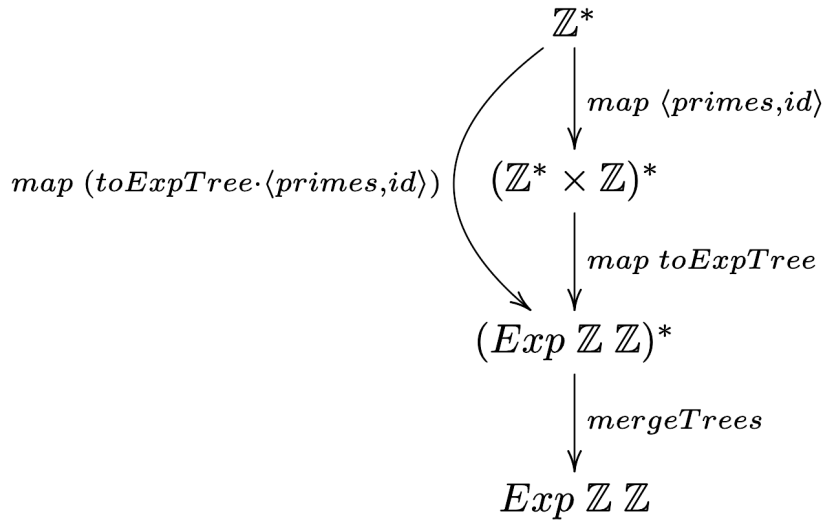 ℤ*
map ⟨primes,id⟩
map (toExpTree·⟨primes,id⟩)
(ℤ* × ℤ)*
map toExpTree
(Exp ℤ ℤ)*
mergeTrees
Exp ℤ ℤ